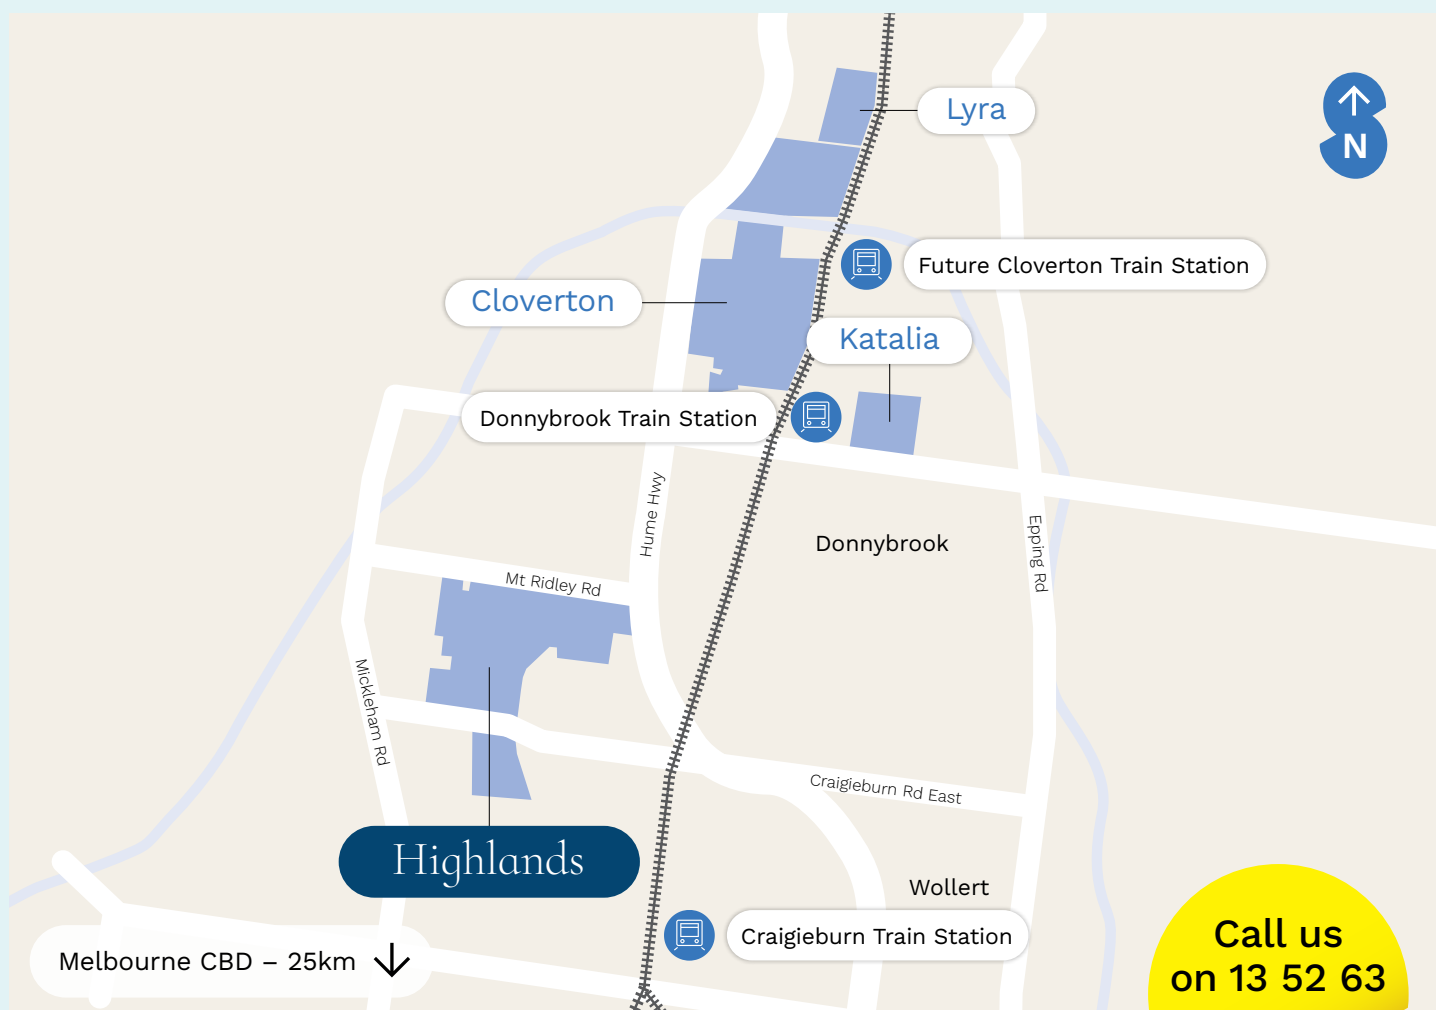 Lyra
N
Future Cloverton Train Station
Cloverton
Katalia
Donnybrook Train Station
Hume Hwy
Epping Rd
Donnybrook
Mt Ridley Rd
Mickleham Rd
Craigieburn Rd East
Highlands
Wollert
Craigieburn Train Station
Melbourne CBD – 25km
Call us
on 13 52 63